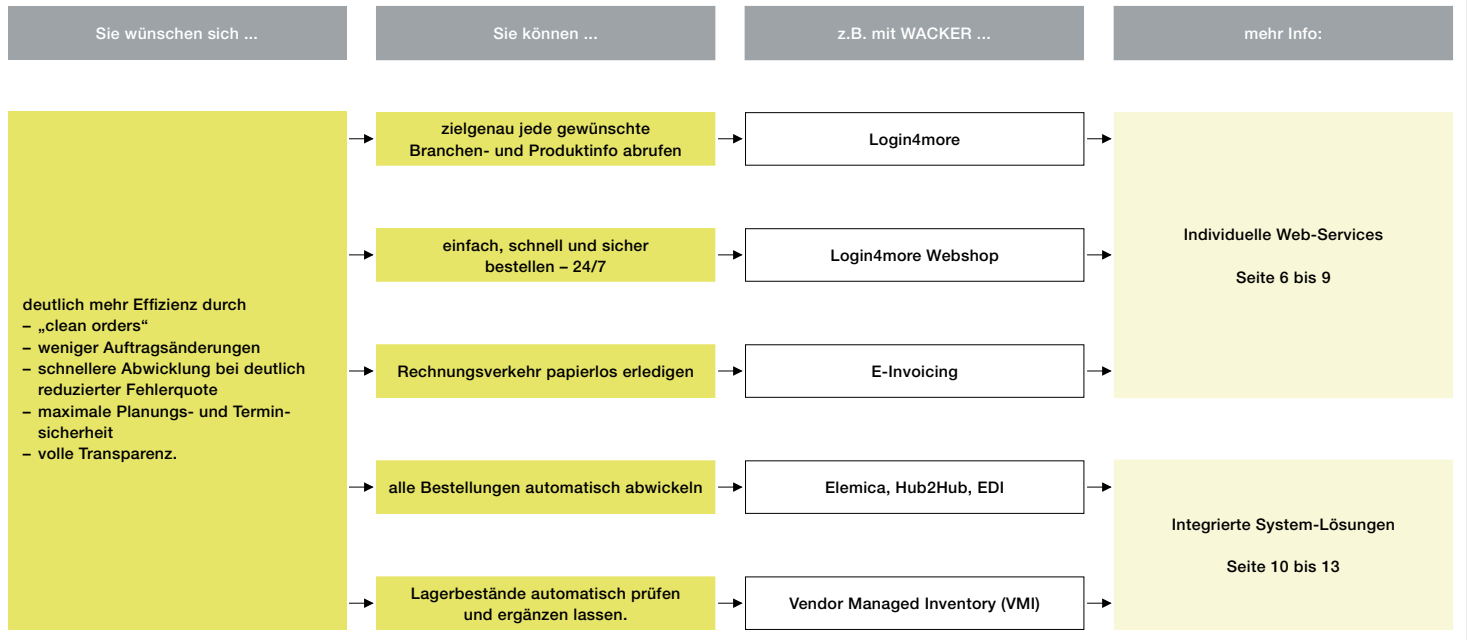 Sie wünschen sich ...
Sie können ...
z.B. mit WACKER ...
mehr Info:
deutlich mehr Effizienz durch
– „clean orders“
– weniger Auftragsänderungen
– schnellere Abwicklung bei deutlich
reduzierter Fehlerquote
– maximale Planungs- und Termin-
sicherheit
– volle Transparenz.
zielgenau jede gewünschte
Branchen- und Produktinfo abrufen
Login4more
einfach, schnell und sicher
bestellen – 24/7
Login4more Webshop
Rechnungsverkehr papierlos erledigen
E-Invoicing
Individuelle Web-Services
Seite 6 bis 9
alle Bestellungen automatisch abwickeln
Elemica, Hub2Hub, EDI
Lagerbestände automatisch prüfen
und ergänzen lassen.
Vendor Managed Inventory (VMI)
Integrierte System-Lösungen
Seite 10 bis 13